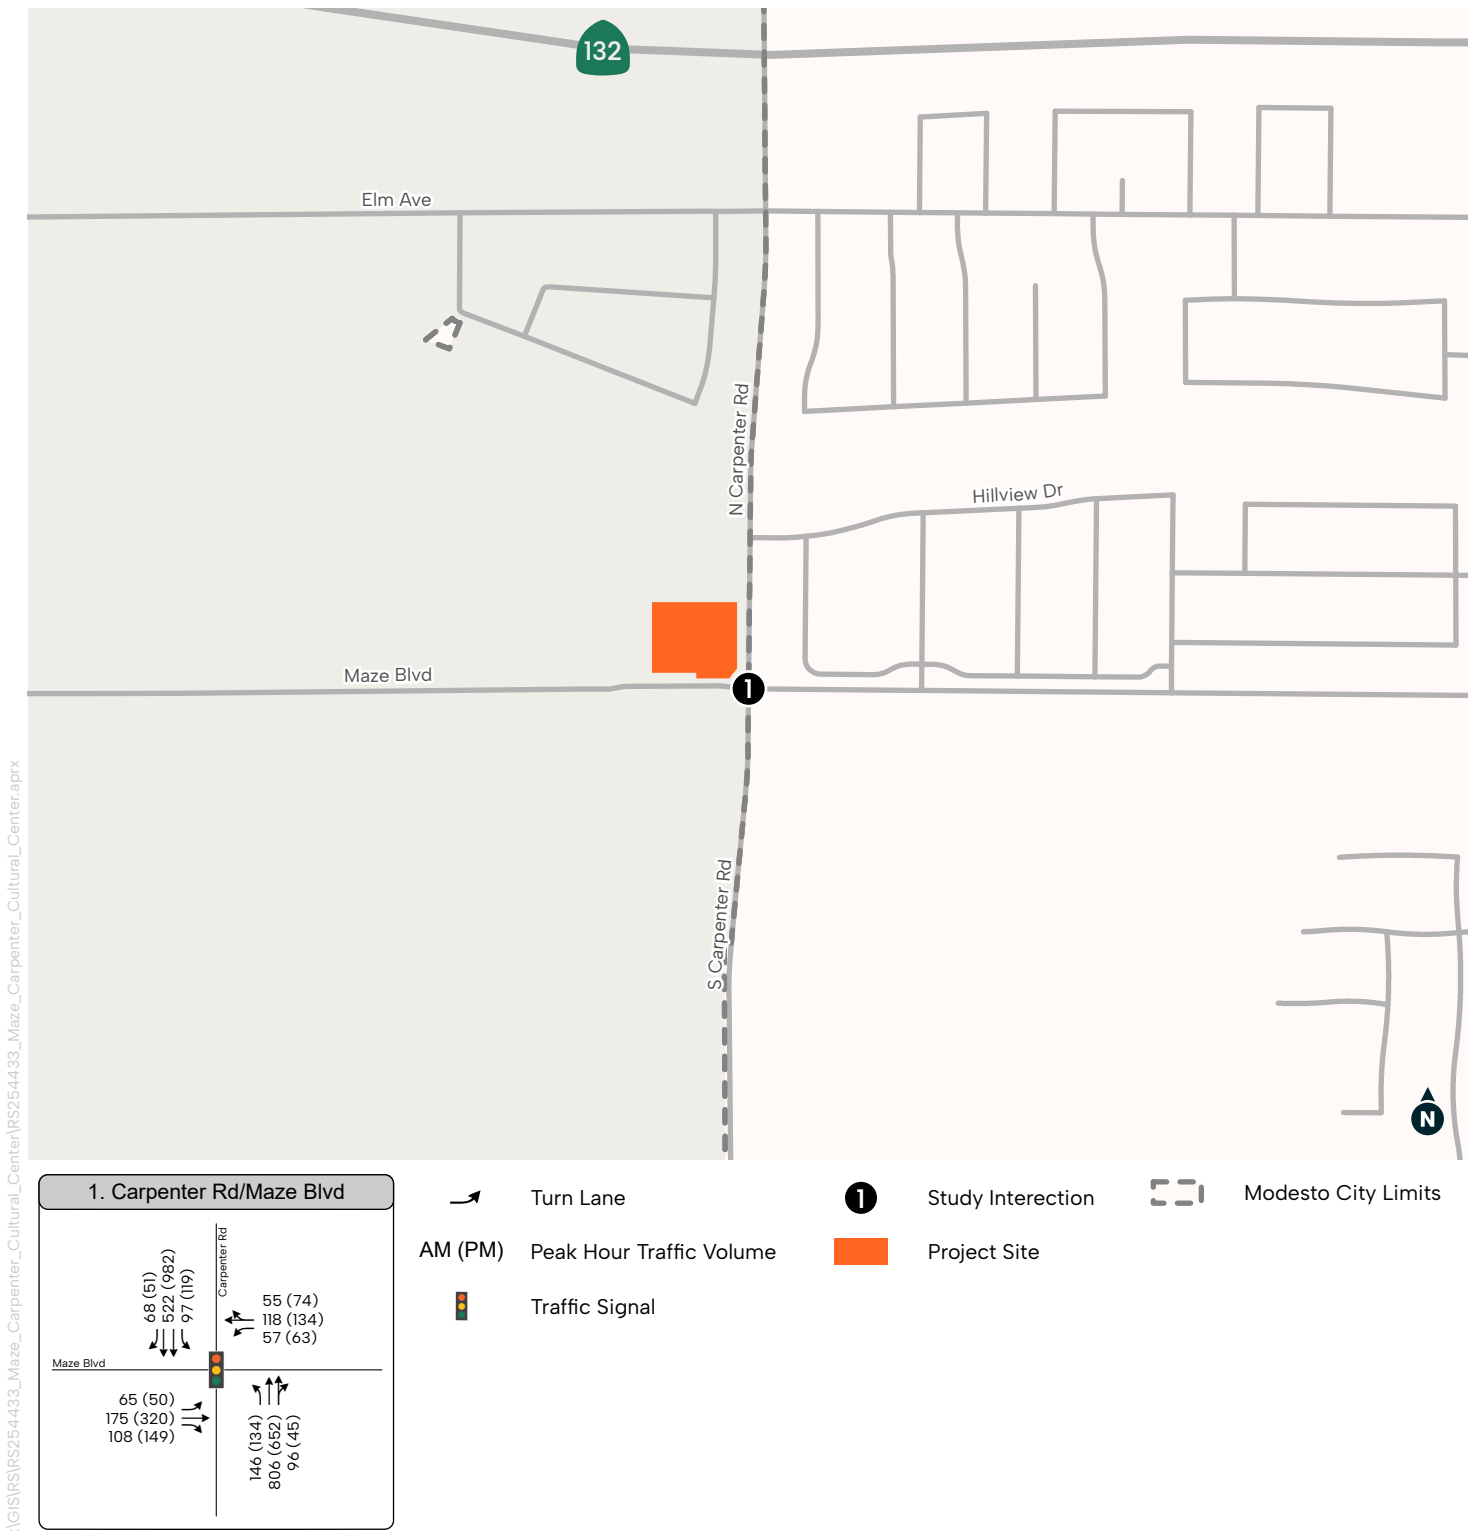 132
Elm Ave
N Carpenter Rd
Hillview Dr
Maze Blvd
1
S Carpenter Rd
N
:\GIS\RS\RS254433_Maze_Carpenter_Cultural_Center\RS254433_Maze_Carpenter_Cultural_Center.aprx
1. Carpenter Rd/Maze Blvd
Carpenter Rd
68 (51)
522 (982)
97 (119)
55 (74)
118 (134)
57 (63)
Maze Blvd
65 (50)
175 (320)
108 (149)
146 (134)
806 (652)
96 (45)
Turn Lane
AM (PM) Peak Hour Traffic Volume
Traffic Signal
1 Study Interection
Project Site
Modesto City Limits